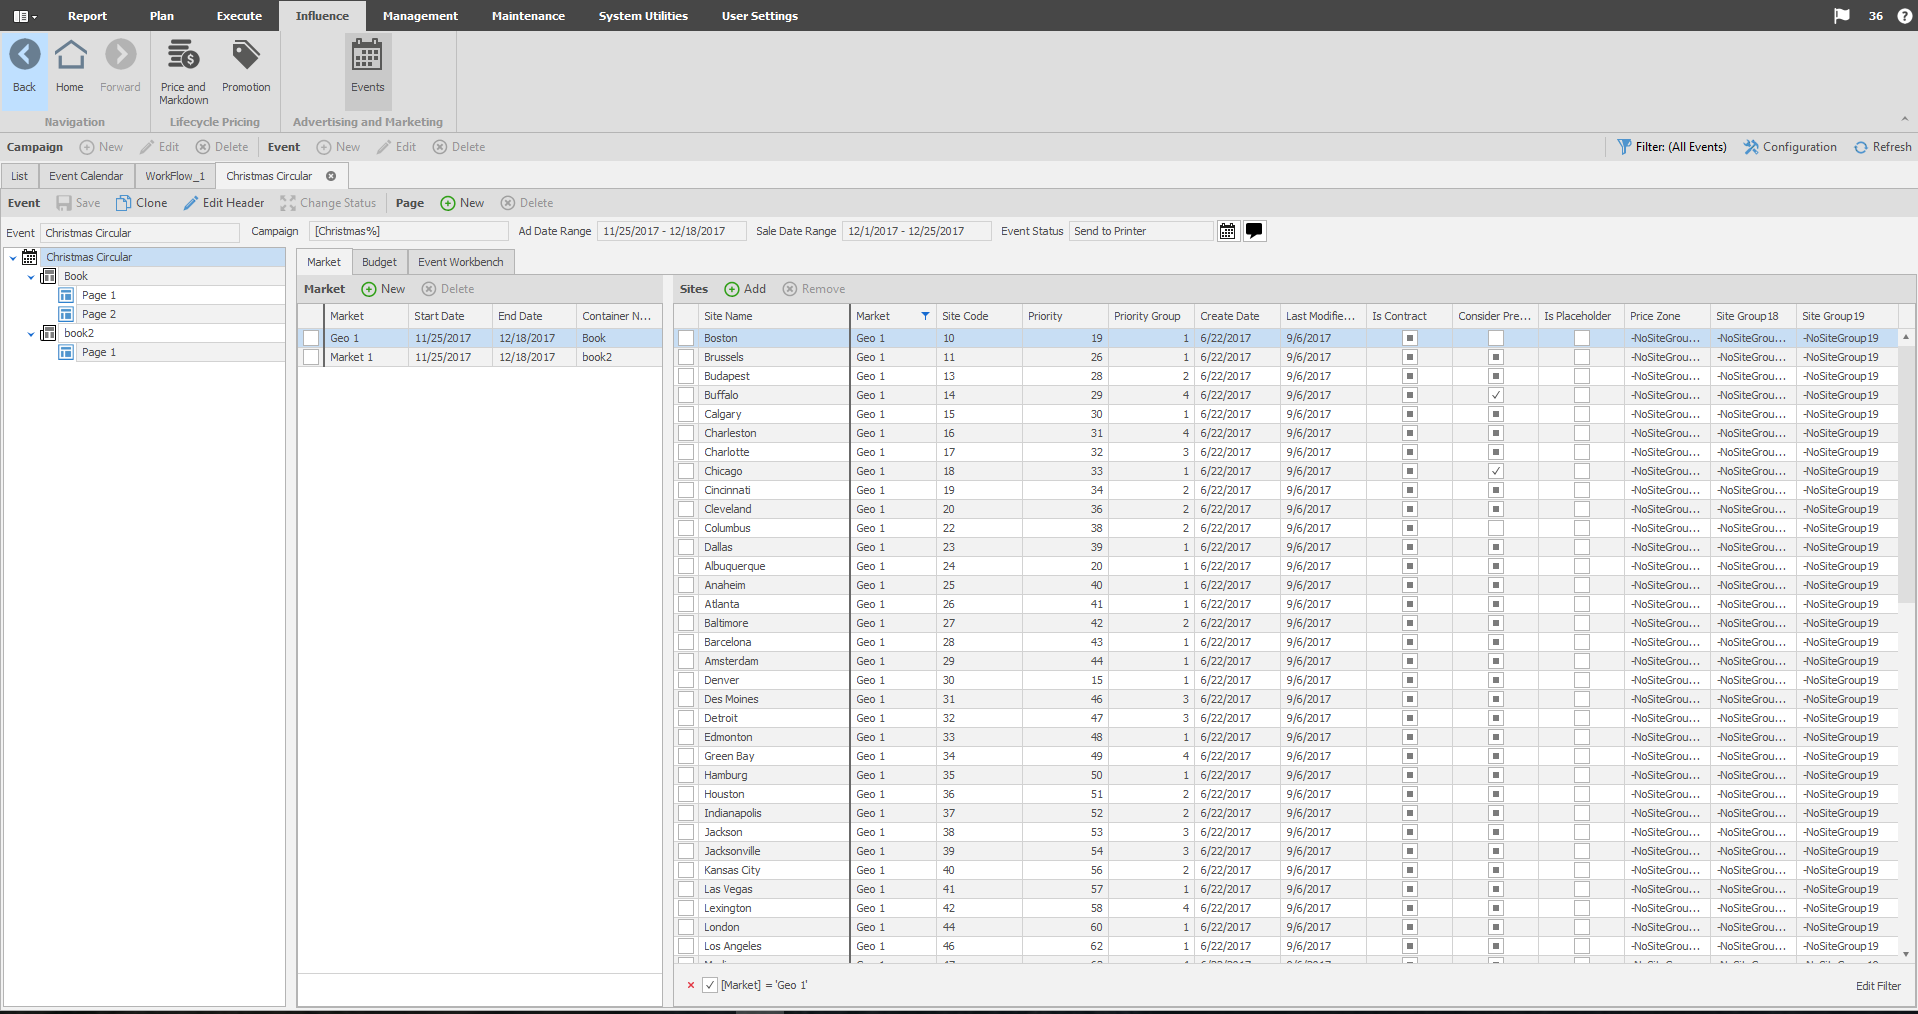 Report Plan Execute Influence Management Maintenance System Utilities User Settings 36 ?
Back Home Forward Price and Markdown Promotion Events
Navigation Lifecycle Pricing Advertising and Marketing
Campaign New Edit Delete Event New Edit Delete Filter: (All Events) Configuration Refresh
List Event Calendar WorkFlow_1 Christmas Circular
Event Save Clone Edit Header Change Status Page New Delete
Event Christmas Circular Campaign [Christmas%] Ad Date Range 11/25/2017 - 12/18/2017 Sale Date Range 12/1/2017 - 12/25/2017 Event Status Send to Printer
Christmas Circular
Book
Page 1
Page 2
book2
Page 1
Market Budget Event Workbench
Market New Delete
Market Start Date End Date Container N...
Geo 1 11/25/2017 12/18/2017 Book
Market 1 11/25/2017 12/18/2017 book2
Sites Add Remove
Site Name Market Site Code Priority Priority Group Create Date Last Modifie... Is Contract Consider Pre... Is Placeholder Price Zone Site Group18 Site Group19
Boston Geo 1 10 19 1 6/22/2017 9/6/2017 -NoSiteGrou... -NoSiteGrou... -NoSiteGroup19
Brussels Geo 1 11 26 1 6/22/2017 9/6/2017 -NoSiteGrou... -NoSiteGrou... -NoSiteGroup19
Budapest Geo 1 13 28 2 6/22/2017 9/6/2017 -NoSiteGrou... -NoSiteGrou... -NoSiteGroup19
Buffalo Geo 1 14 29 4 6/22/2017 9/6/2017 -NoSiteGrou... -NoSiteGrou... -NoSiteGroup19
Calgary Geo 1 15 30 1 6/22/2017 9/6/2017 -NoSiteGrou... -NoSiteGrou... -NoSiteGroup19
Charleston Geo 1 16 31 4 6/22/2017 9/6/2017 -NoSiteGrou... -NoSiteGrou... -NoSiteGroup19
Charlotte Geo 1 17 32 3 6/22/2017 9/6/2017 -NoSiteGrou... -NoSiteGrou... -NoSiteGroup19
Chicago Geo 1 18 33 1 6/22/2017 9/6/2017 -NoSiteGrou... -NoSiteGrou... -NoSiteGroup19
Cincinnati Geo 1 19 34 2 6/22/2017 9/6/2017 -NoSiteGrou... -NoSiteGrou... -NoSiteGroup19
Cleveland Geo 1 20 36 2 6/22/2017 9/6/2017 -NoSiteGrou... -NoSiteGrou... -NoSiteGroup19
Columbus Geo 1 22 38 2 6/22/2017 9/6/2017 -NoSiteGrou... -NoSiteGrou... -NoSiteGroup19
Dallas Geo 1 23 39 1 6/22/2017 9/6/2017 -NoSiteGrou... -NoSiteGrou... -NoSiteGroup19
Albuquerque Geo 1 24 20 1 6/22/2017 9/6/2017 -NoSiteGrou... -NoSiteGrou... -NoSiteGroup19
Anaheim Geo 1 25 40 1 6/22/2017 9/6/2017 -NoSiteGrou... -NoSiteGrou... -NoSiteGroup19
Atlanta Geo 1 26 41 1 6/22/2017 9/6/2017 -NoSiteGrou... -NoSiteGrou... -NoSiteGroup19
Baltimore Geo 1 27 42 2 6/22/2017 9/6/2017 -NoSiteGrou... -NoSiteGrou... -NoSiteGroup19
Barcelona Geo 1 28 43 1 6/22/2017 9/6/2017 -NoSiteGrou... -NoSiteGrou... -NoSiteGroup19
Amsterdam Geo 1 29 44 1 6/22/2017 9/6/2017 -NoSiteGrou... -NoSiteGrou... -NoSiteGroup19
Denver Geo 1 30 15 1 6/22/2017 9/6/2017 -NoSiteGrou... -NoSiteGrou... -NoSiteGroup19
Des Moines Geo 1 31 46 3 6/22/2017 9/6/2017 -NoSiteGrou... -NoSiteGrou... -NoSiteGroup19
Detroit Geo 1 32 47 3 6/22/2017 9/6/2017 -NoSiteGrou... -NoSiteGrou... -NoSiteGroup19
Edmonton Geo 1 33 48 1 6/22/2017 9/6/2017 -NoSiteGrou... -NoSiteGrou... -NoSiteGroup19
Green Bay Geo 1 34 49 4 6/22/2017 9/6/2017 -NoSiteGrou... -NoSiteGrou... -NoSiteGroup19
Hamburg Geo 1 35 50 1 6/22/2017 9/6/2017 -NoSiteGrou... -NoSiteGrou... -NoSiteGroup19
Houston Geo 1 36 51 2 6/22/2017 9/6/2017 -NoSiteGrou... -NoSiteGrou... -NoSiteGroup19
Indianapolis Geo 1 37 52 2 6/22/2017 9/6/2017 -NoSiteGrou... -NoSiteGrou... -NoSiteGroup19
Jackson Geo 1 38 53 3 6/22/2017 9/6/2017 -NoSiteGrou... -NoSiteGrou... -NoSiteGroup19
Jacksonville Geo 1 39 54 3 6/22/2017 9/6/2017 -NoSiteGrou... -NoSiteGrou... -NoSiteGroup19
Kansas City Geo 1 40 56 2 6/22/2017 9/6/2017 -NoSiteGrou... -NoSiteGrou... -NoSiteGroup19
Las Vegas Geo 1 41 57 1 6/22/2017 9/6/2017 -NoSiteGrou... -NoSiteGrou... -NoSiteGroup19
Lexington Geo 1 42 58 4 6/22/2017 9/6/2017 -NoSiteGrou... -NoSiteGrou... -NoSiteGroup19
London Geo 1 44 60 1 6/22/2017 9/6/2017 -NoSiteGrou... -NoSiteGrou... -NoSiteGroup19
Los Angeles Geo 1 46 62 1 6/22/2017 9/6/2017 -NoSiteGrou... -NoSiteGrou... -NoSiteGroup19
[Market] = 'Geo 1' Edit Filter